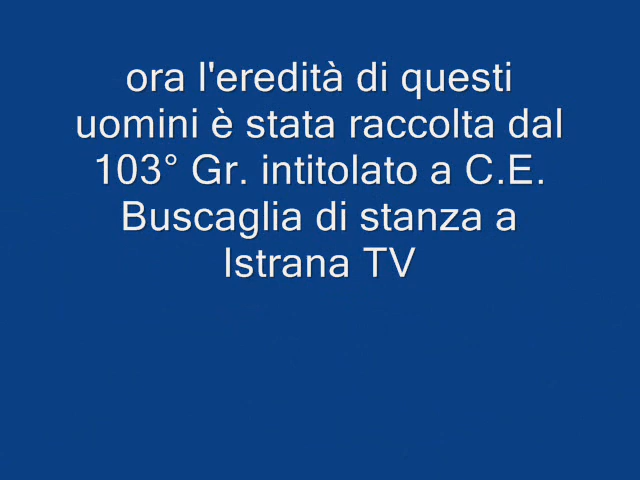 ora l'eredità di questi
uomini è stata raccolta dal
103° Gr. intitolato a C.E.
Buscaglia di stanza a
Istrana TV